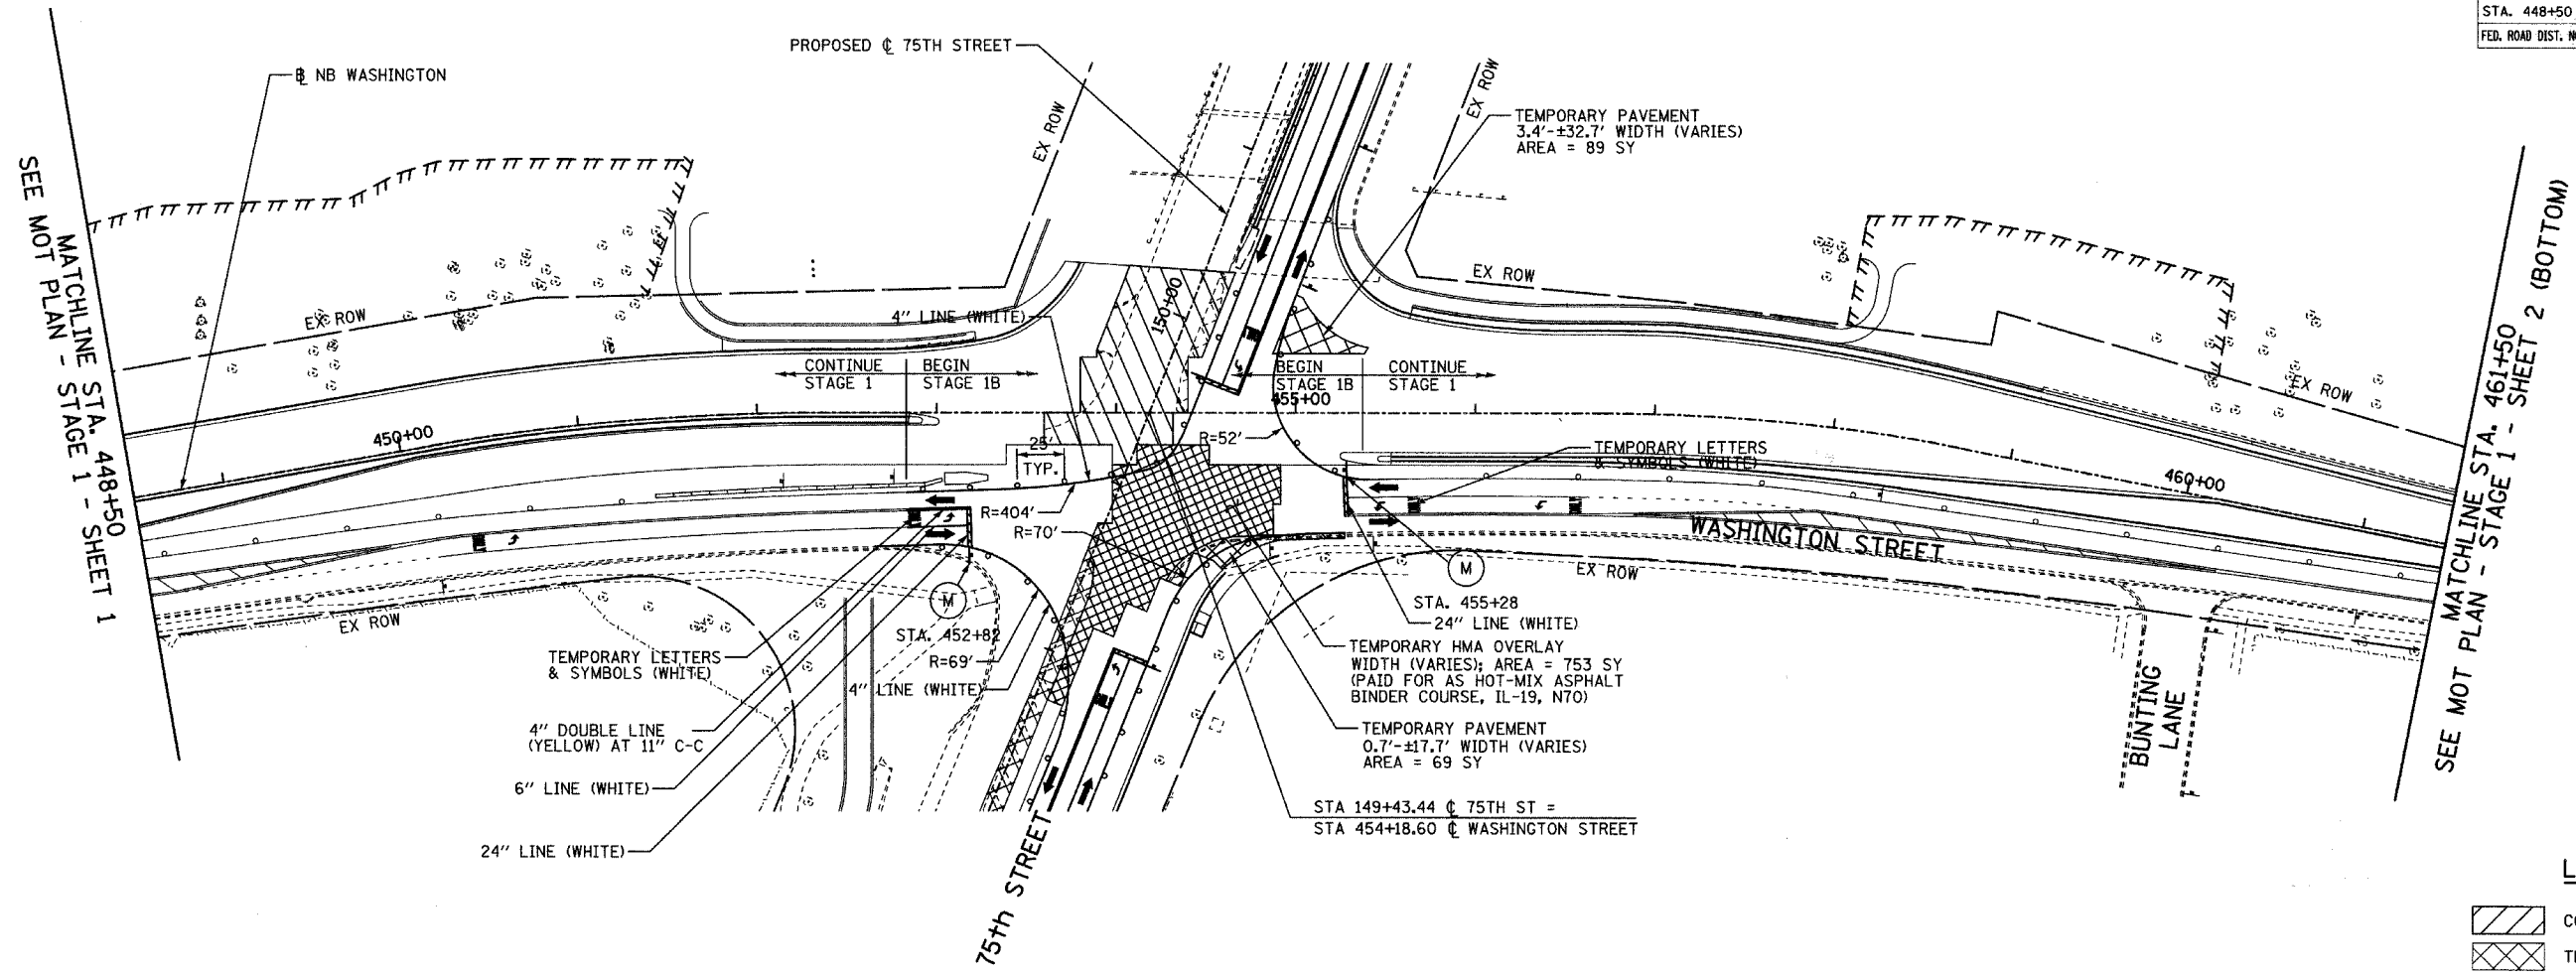 STA. 448+50
FED. ROAD DIST.
PROPOSED ℄ 75TH STREET
NB WASHINGTON
EX ROW
EX ROW
TEMPORARY PAVEMENT
3.4'-±32.7' WIDTH (VARIES)
AREA = 89 SY
SEE MOT PLAN - STAGE 1 - SHEET 1
MATCHLINE STA. 448+50
EX ROW
EX ROW
EX ROW
150+00
4" LINE (WHITE)
CONTINUE
STAGE 1
BEGIN
STAGE 1B
BEGIN
STAGE 1B
CONTINUE
STAGE 1
455+00
450+00
25'
TYP.
R=52'
TEMPORARY LETTERS
& SYMBOLS (WHITE)
460+00
MATCHLINE STA. 461+50
SEE MOT PLAN - STAGE 1 - SHEET 2 (BOTTOM)
R=404'
R=70'
WASHINGTON STREET
EX ROW
EX ROW
M
M
STA. 455+28
24" LINE (WHITE)
STA. 452+82
R=69'
4" LINE (WHITE)
TEMPORARY LETTERS
& SYMBOLS (WHITE)
TEMPORARY HMA OVERLAY
WIDTH (VARIES); AREA = 753 SY
(PAID FOR AS HOT-MIX ASPHALT
BINDER COURSE, IL-19, N70)
4" DOUBLE LINE
(YELLOW) AT 11" C-C
TEMPORARY PAVEMENT
0.7'-±17.7' WIDTH (VARIES)
AREA = 69 SY
BUNTING
LANE
6" LINE (WHITE)
STA 149+43.44 ℄ 75TH ST =
STA 454+18.60 ℄ WASHINGTON STREET
24" LINE (WHITE)
75th STREET